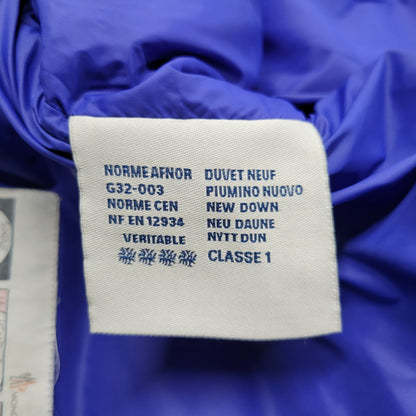 NORME AFNOR DUVET NEUF
G32-003 PIUMINO NUOVO
NORME CEN NEW DOWN
NF EN 12934 NEU DAUNE
VERITABLE NYTT DUN
CLASSE 1